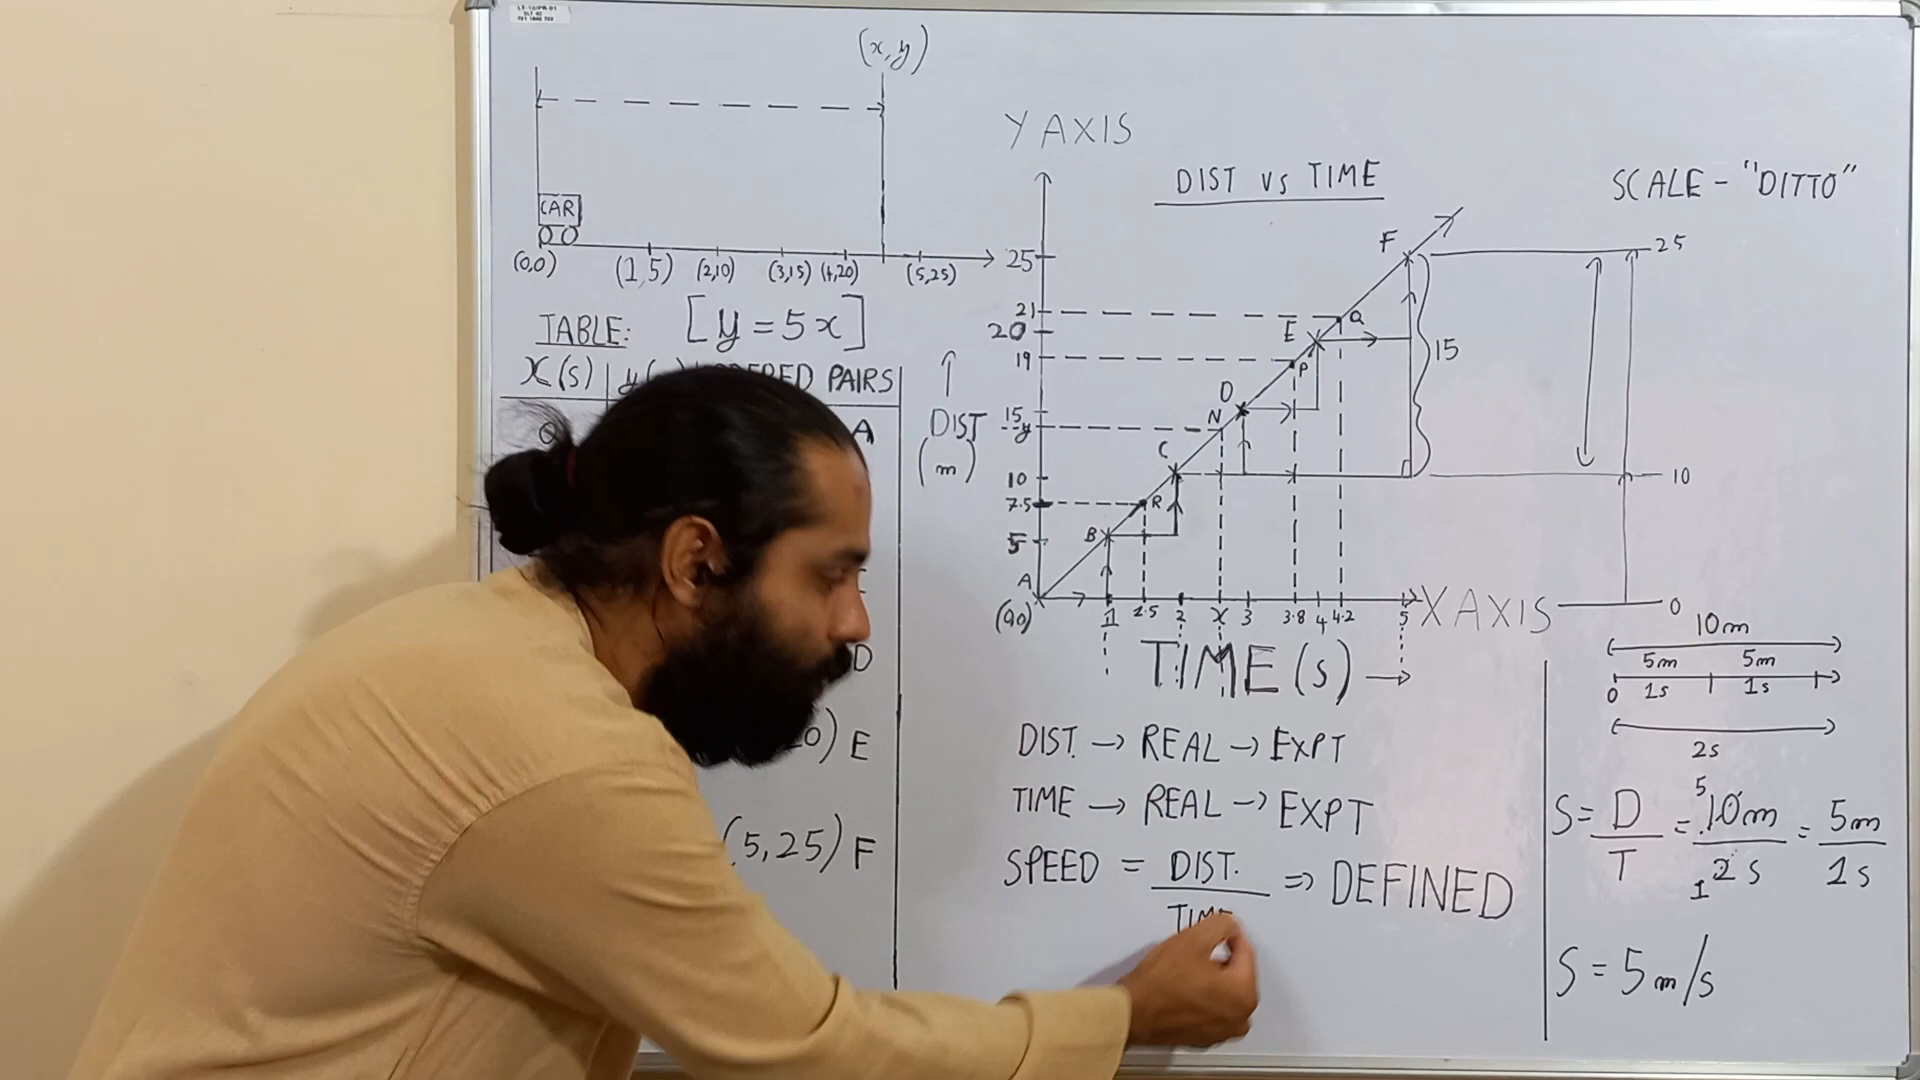 (x,y)
CAR
(0,0) (1,5) (2,10) (3,15) (4,20) (5,25)
TABLE: [y = 5x]
X(s) PAIRS
A
D
E
(5,25) F
Y AXIS
DIST VS TIME
SCALE - "DITTO"
25
21
20
19
15
y
10
7.5
5
A
B
R
C
N
D
P
E
Q
F
15
25
10
0
DIST
(m)
1 2 X 3 3.8 4 4.2 5 X AXIS
TIME (s) →
DIST. → REAL → EXPT
TIME → REAL → EXPT
SPEED = DIST. ⇒ DEFINED
10m
5m 5m
0 1s 1s
2s
S = D = 10m = 5m
T 2s 1s
5
1
S = 5 m/s